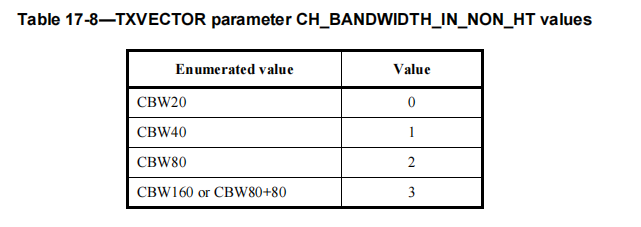 Table 17-8—TXVECTOR parameter CH_BANDWIDTH_IN_NON_HT values
Enumerated value Value
CBW20 0
CBW40 1
CBW80 2
CBW160 or CBW80+80 3